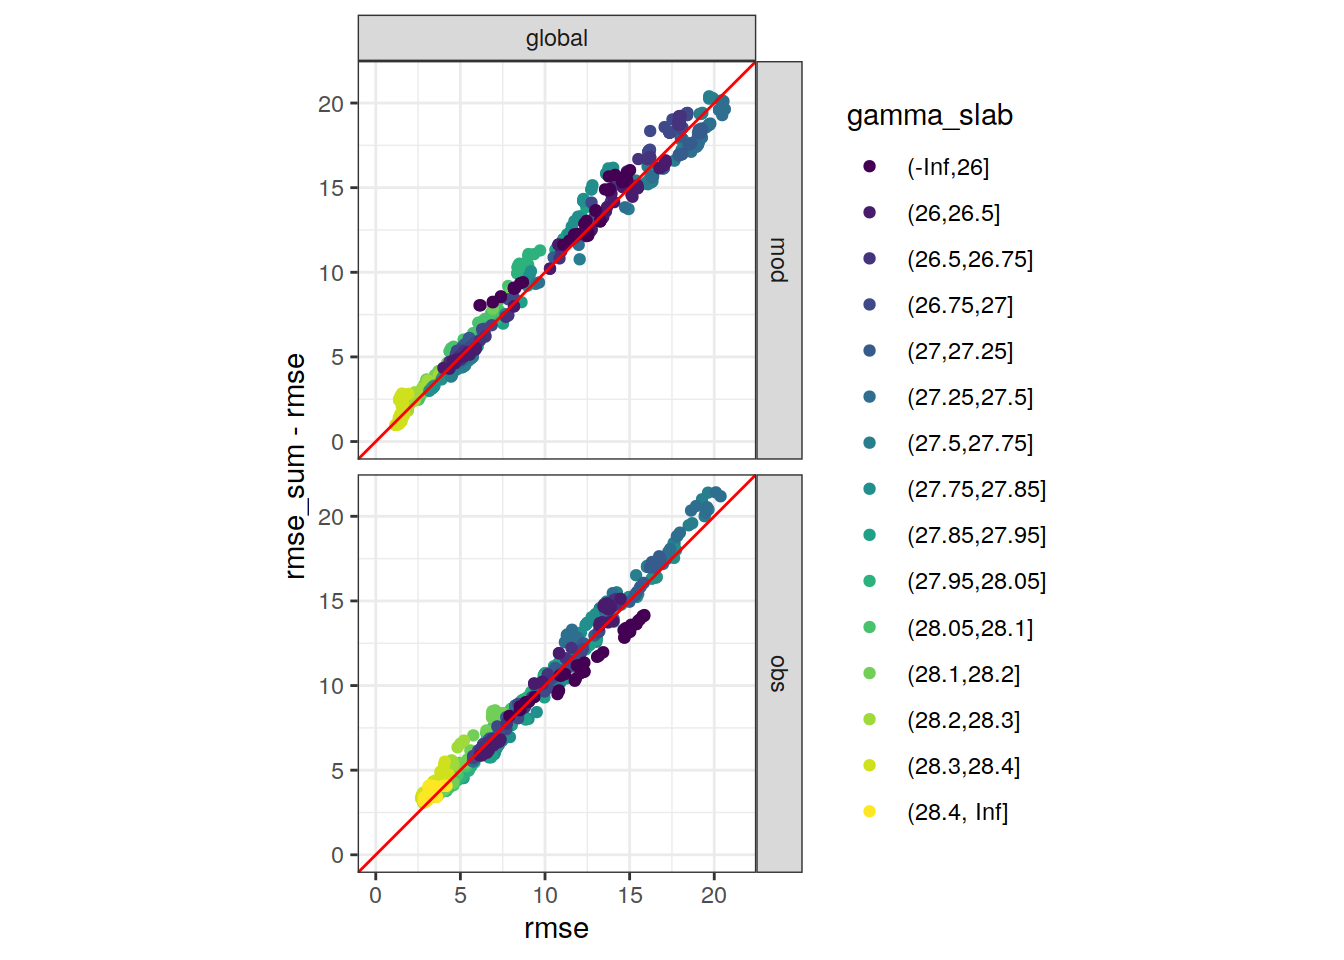 global
20
15
10
5
0
mod
20
15
10
5
0
obs
0 5 10 15 20
rmse
rmse_sum - rmse
gamma_slab
(-Inf,26]
(26,26.5]
(26.5,26.75]
(26.75,27]
(27,27.25]
(27.25,27.5]
(27.5,27.75]
(27.75,27.85]
(27.85,27.95]
(27.95,28.05]
(28.05,28.1]
(28.1,28.2]
(28.2,28.3]
(28.3,28.4]
(28.4, Inf]